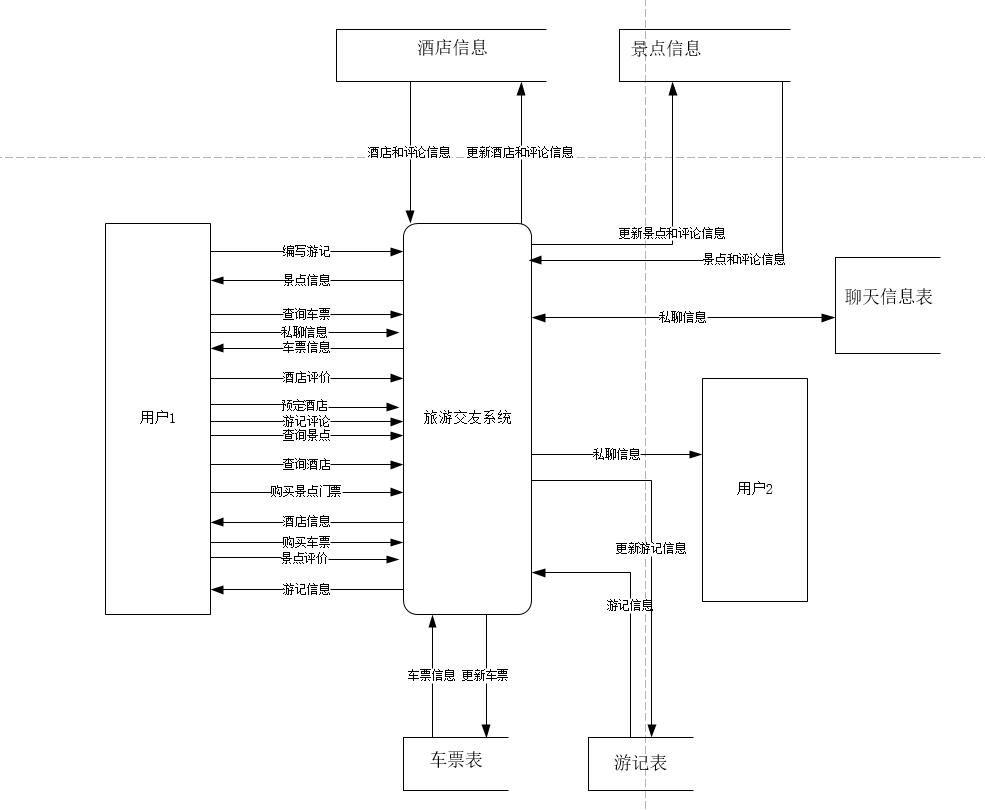 酒店信息
景点信息
酒店和评论信息
更新酒店和评论信息
更新景点和评论信息
景点和评论信息
聊天信息表
私聊信息
用户1
编写游记
景点信息
查询车票
私聊信息
车票信息
酒店评价
预定酒店
游记评论
查询景点
查询酒店
购买景点门票
酒店信息
购买车票
景点评价
游记信息
旅游交友系统
私聊信息
用户2
更新游记信息
游记信息
车票信息
更新车票
车票表
游记表